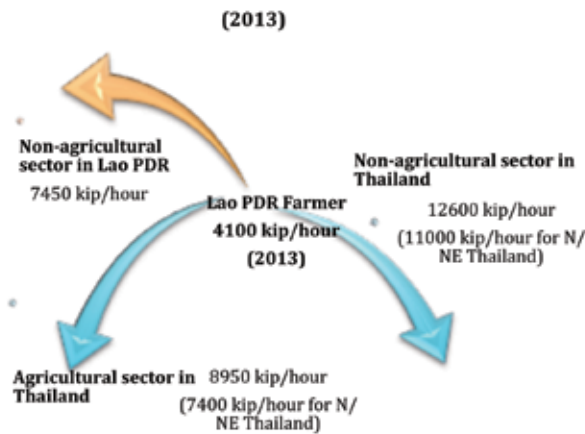 (2013)
Non-agricultural
sector in Lao PDR
7450 kip/hour
Non-agricultural sector in
Thailand
12600 kip/hour
(11000 kip/hour for N/
NE Thailand)
Lao PDR Farmer
4100 kip/hour
(2013)
Agricultural sector in
Thailand
8950 kip/hour
(7400 kip/hour for N/
NE Thailand)